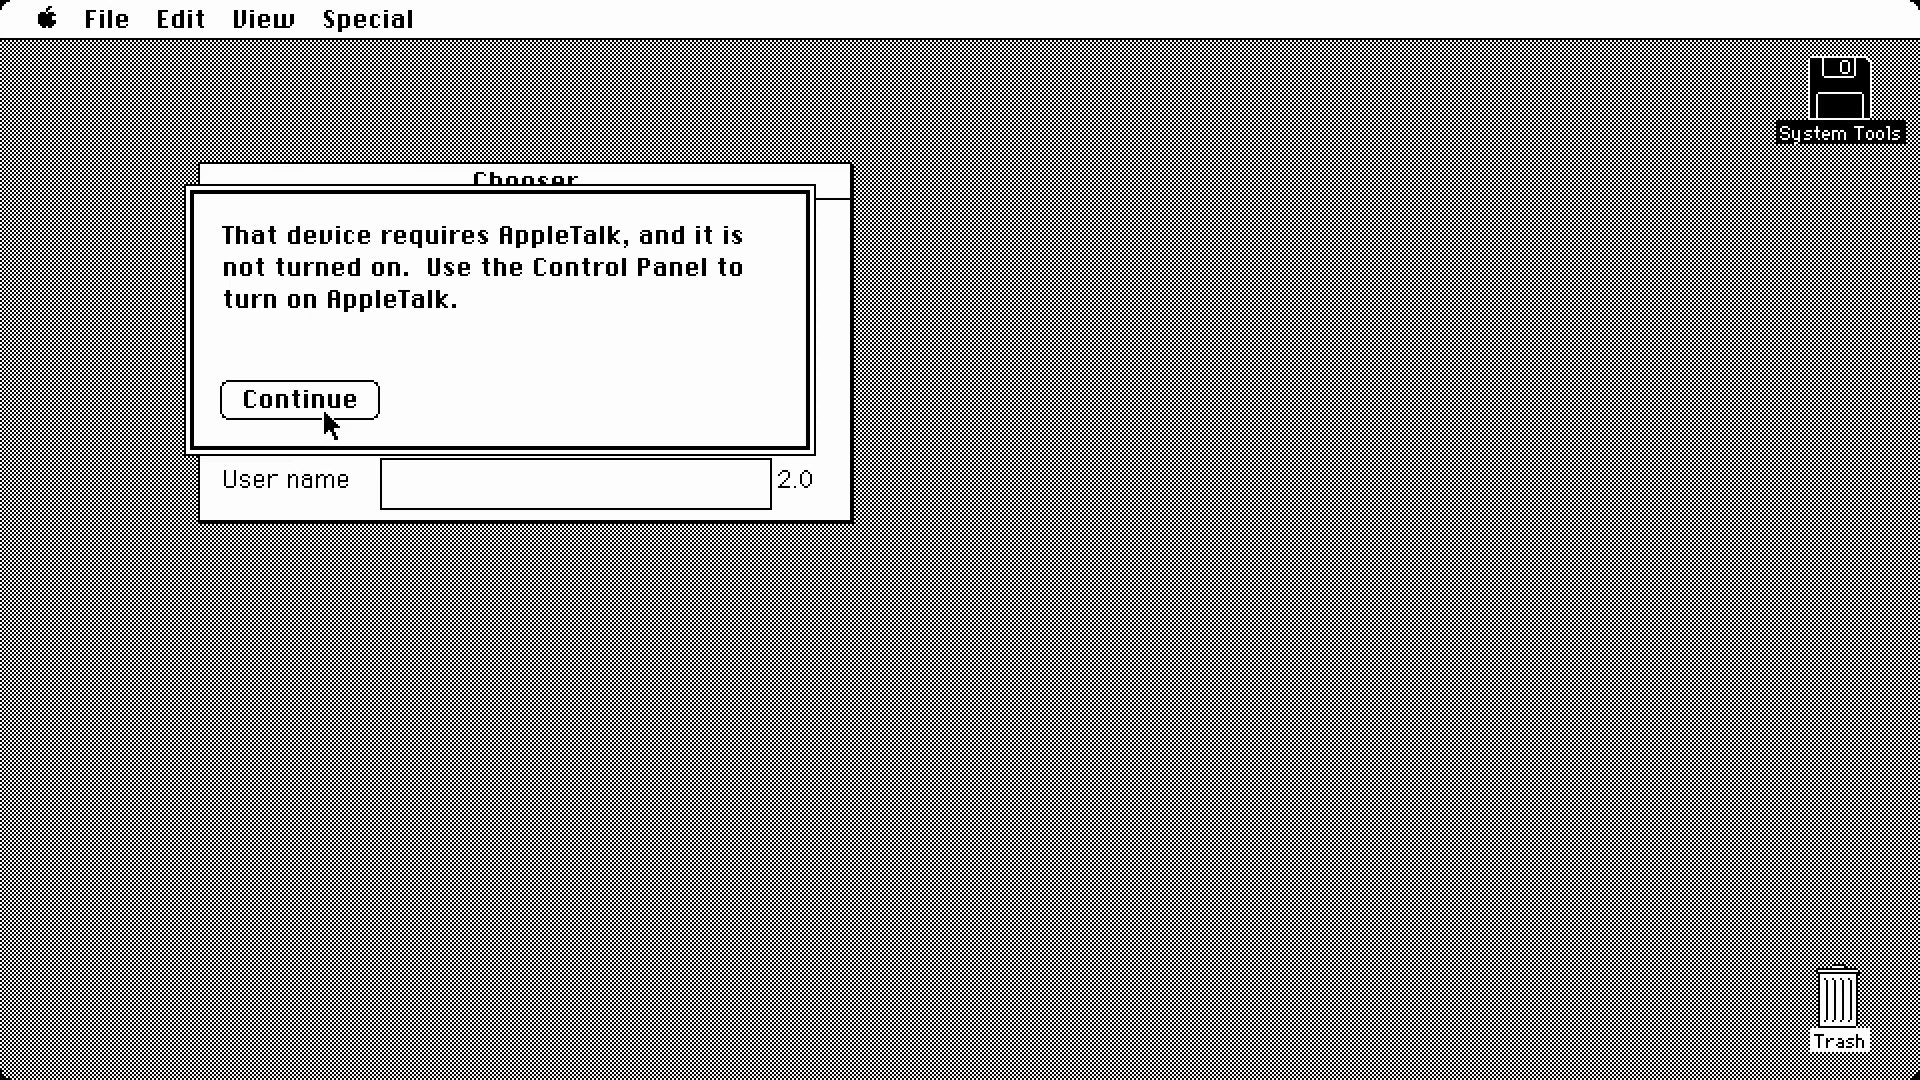 File Edit View Special
0
System Tools
Chooser
That device requires AppleTalk, and it is
not turned on. Use the Control Panel to
turn on AppleTalk.
Continue
User name
2.0
Trash